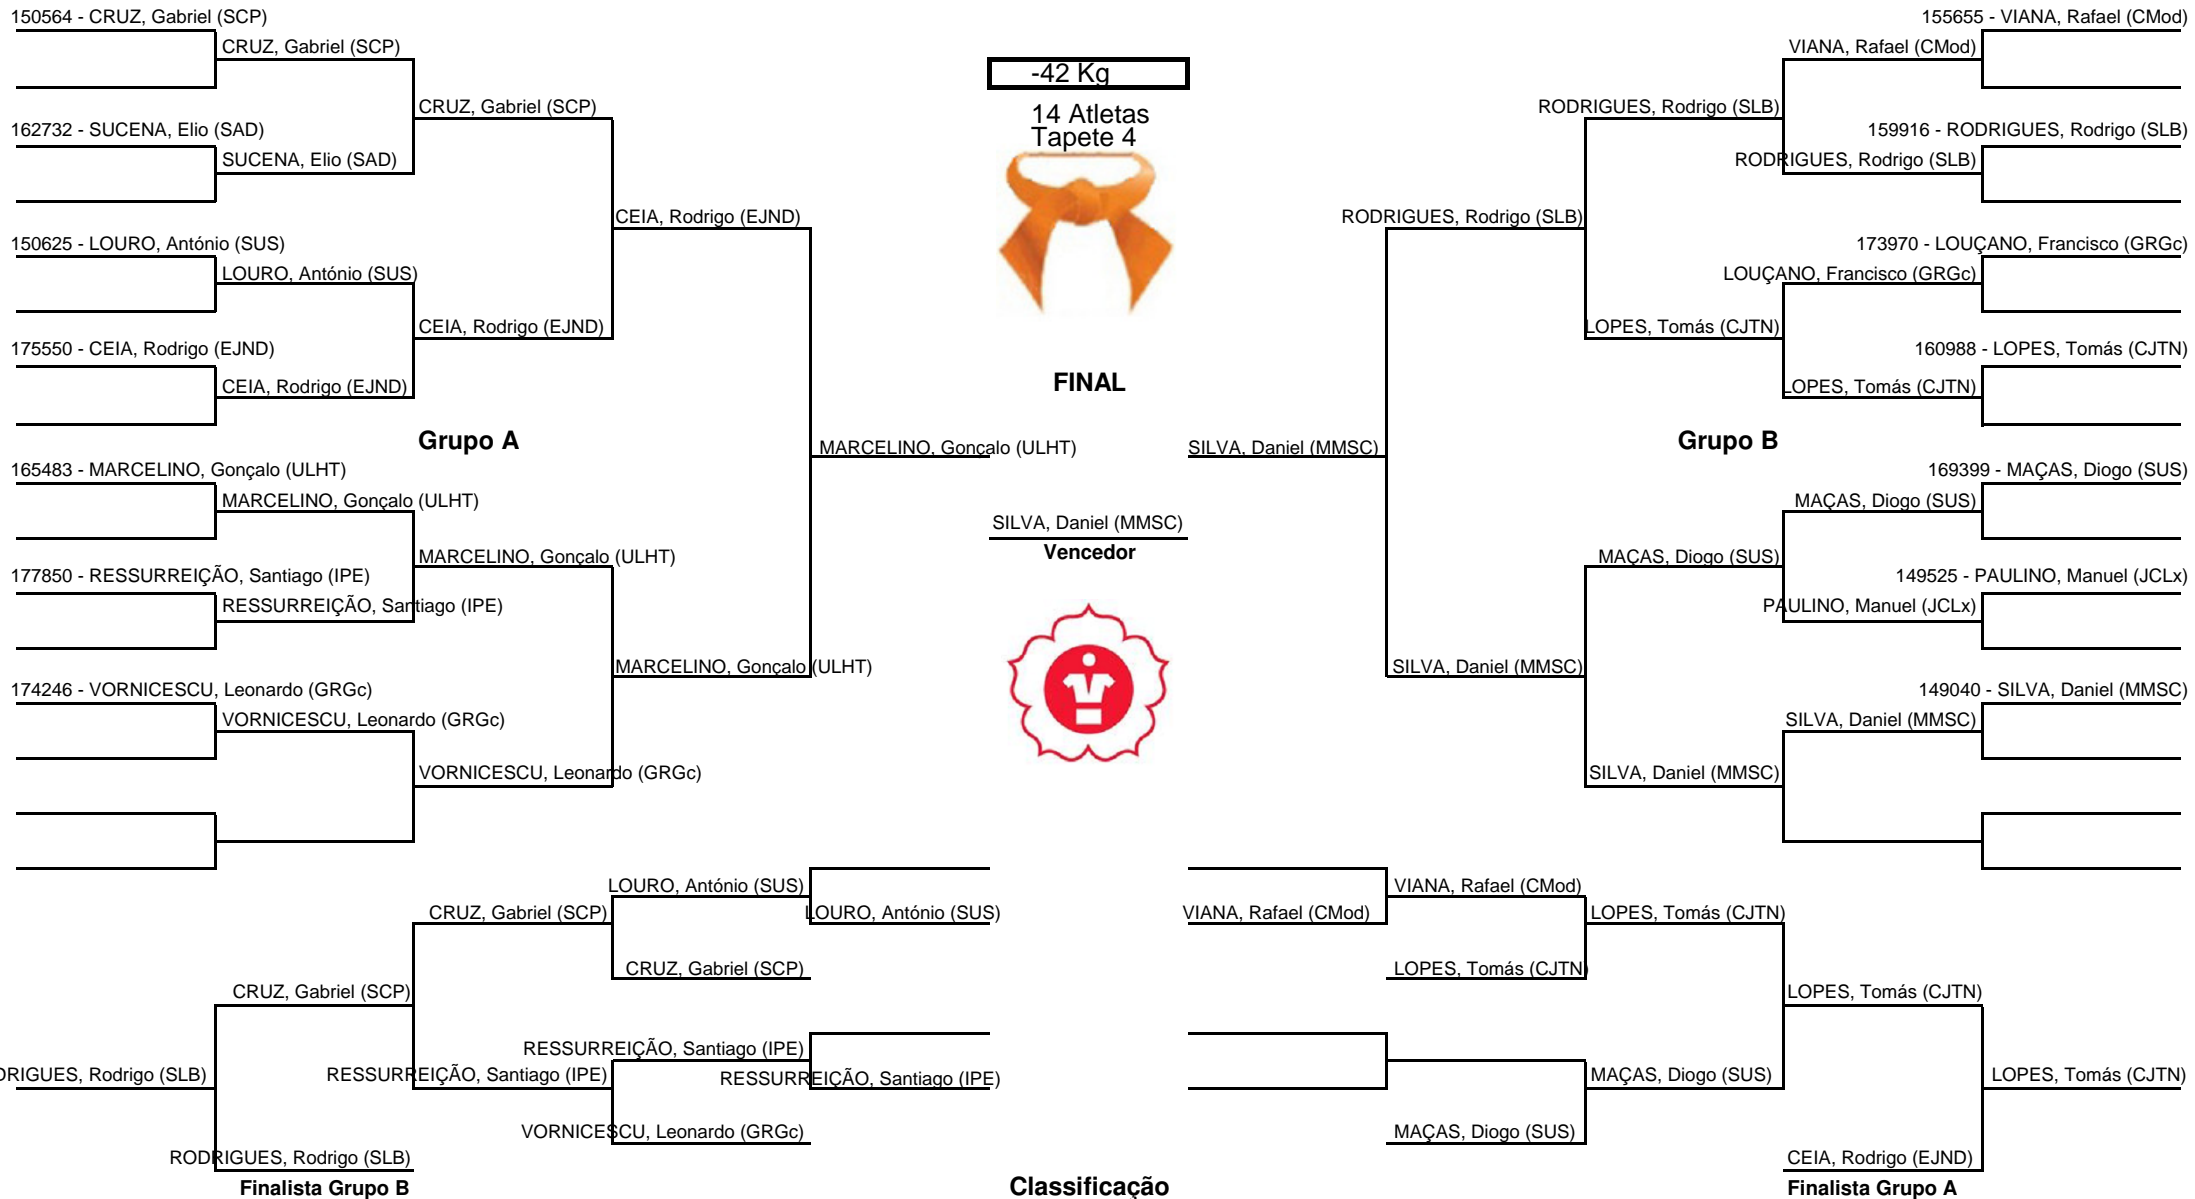 150564 - CRUZ, Gabriel (SCP)
CRUZ, Gabriel (SCP)
CRUZ, Gabriel (SCP)
162732 - SUCENA, Elio (SAD)
SUCENA, Elio (SAD)
CEIA, Rodrigo (EJND)
150625 - LOURO, António (SUS)
LOURO, António (SUS)
CEIA, Rodrigo (EJND)
175550 - CEIA, Rodrigo (EJND)
CEIA, Rodrigo (EJND)
Grupo A
MARCELINO, Gonçalo (ULHT)
165483 - MARCELINO, Gonçalo (ULHT)
MARCELINO, Gonçalo (ULHT)
MARCELINO, Gonçalo (ULHT)
177850 - RESSURREIÇÃO, Santiago (IPE)
RESSURREIÇÃO, Santiago (IPE)
MARCELINO, Gonçalo (ULHT)
174246 - VORNICESCU, Leonardo (GRGc)
VORNICESCU, Leonardo (GRGc)
VORNICESCU, Leonardo (GRGc)
-42 Kg
14 Atletas
Tapete 4
FINAL
SILVA, Daniel (MMSC)
Vencedor
155655 - VIANA, Rafael (CMod)
VIANA, Rafael (CMod)
RODRIGUES, Rodrigo (SLB)
159916 - RODRIGUES, Rodrigo (SLB)
RODRIGUES, Rodrigo (SLB)
RODRIGUES, Rodrigo (SLB)
173970 - LOUÇANO, Francisco (GRGc)
LOUÇANO, Francisco (GRGc)
LOPES, Tomás (CJTN)
160988 - LOPES, Tomás (CJTN)
LOPES, Tomás (CJTN)
Grupo B
SILVA, Daniel (MMSC)
169399 - MAÇAS, Diogo (SUS)
MAÇAS, Diogo (SUS)
MAÇAS, Diogo (SUS)
149525 - PAULINO, Manuel (JCLx)
PAULINO, Manuel (JCLx)
SILVA, Daniel (MMSC)
149040 - SILVA, Daniel (MMSC)
SILVA, Daniel (MMSC)
SILVA, Daniel (MMSC)
LOURO, António (SUS)
CRUZ, Gabriel (SCP)
LOURO, António (SUS)
CRUZ, Gabriel (SCP)
CRUZ, Gabriel (SCP)
RESSURREIÇÃO, Santiago (IPE)
Rodrigo (SLB)
RESSURREIÇÃO, Santiago (IPE)
RESSURREIÇÃO, Santiago (IPE)
VORNICESCU, Leonardo (GRGc)
RODRIGUES, Rodrigo (SLB)
Finalista Grupo B
VIANA, Rafael (CMod)
VIANA, Rafael (CMod)
LOPES, Tomás (CJTN)
LOPES, Tomás (CJTN)
LOPES, Tomás (CJTN)
MAÇAS, Diogo (SUS)
LOPES, Tomás (CJTN)
MAÇAS, Diogo (SUS)
CEIA, Rodrigo (EJND)
Finalista Grupo A
Classificação